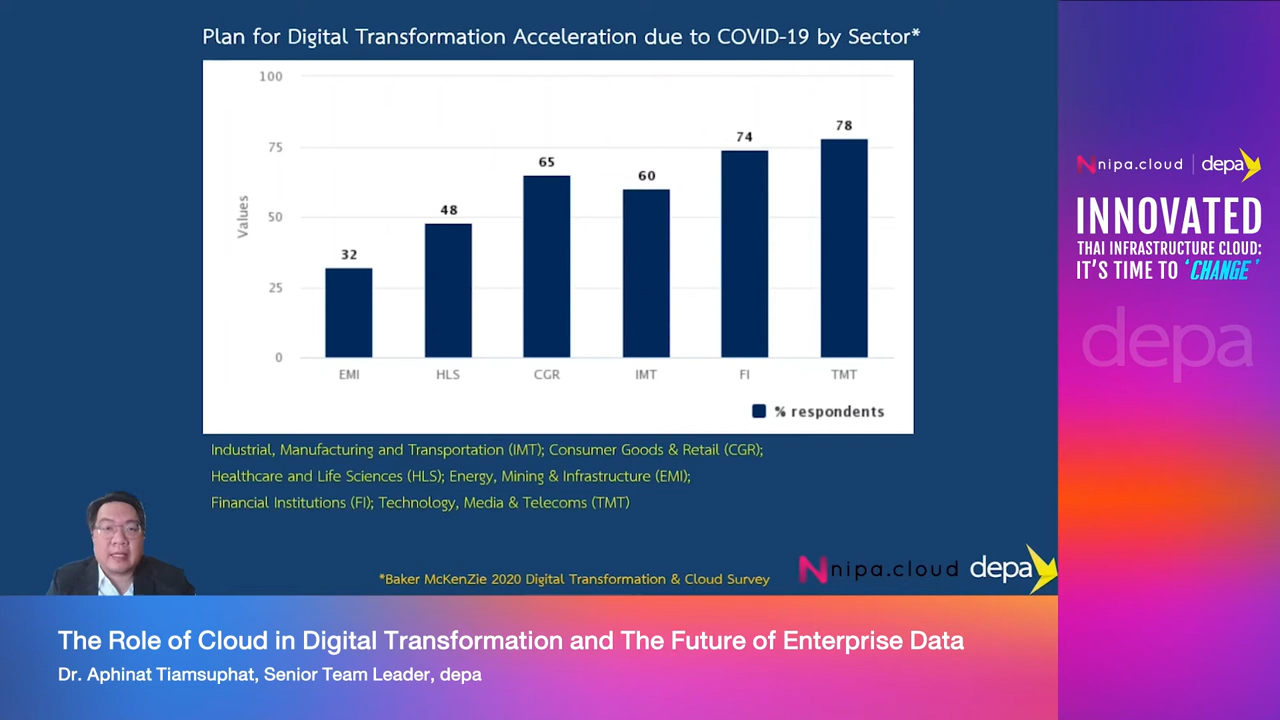 Plan for Digital Transformation Acceleration due to COVID-19 by Sector*
100
75
50
25
0
Values
32
48
65
60
74
78
EMI
HLS
CGR
IMT
FI
TMT
% respondents
Industrial, Manufacturing and Transportation (IMT); Consumer Goods & Retail (CGR);
Healthcare and Life Sciences (HLS); Energy, Mining & Infrastructure (EMI);
Financial Institutions (FI); Technology, Media & Telecoms (TMT)
*Baker McKenZie 2020 Digital Transformation & Cloud Survey
nipa.cloud depa
The Role of Cloud in Digital Transformation and The Future of Enterprise Data
Dr. Aphinat Tiamsuphat, Senior Team Leader, depa
nipa.cloud | depa
INNOVATED
THAI INFRASTRUCTURE CLOUD:
IT'S TIME TO 'CHANGE'
depa